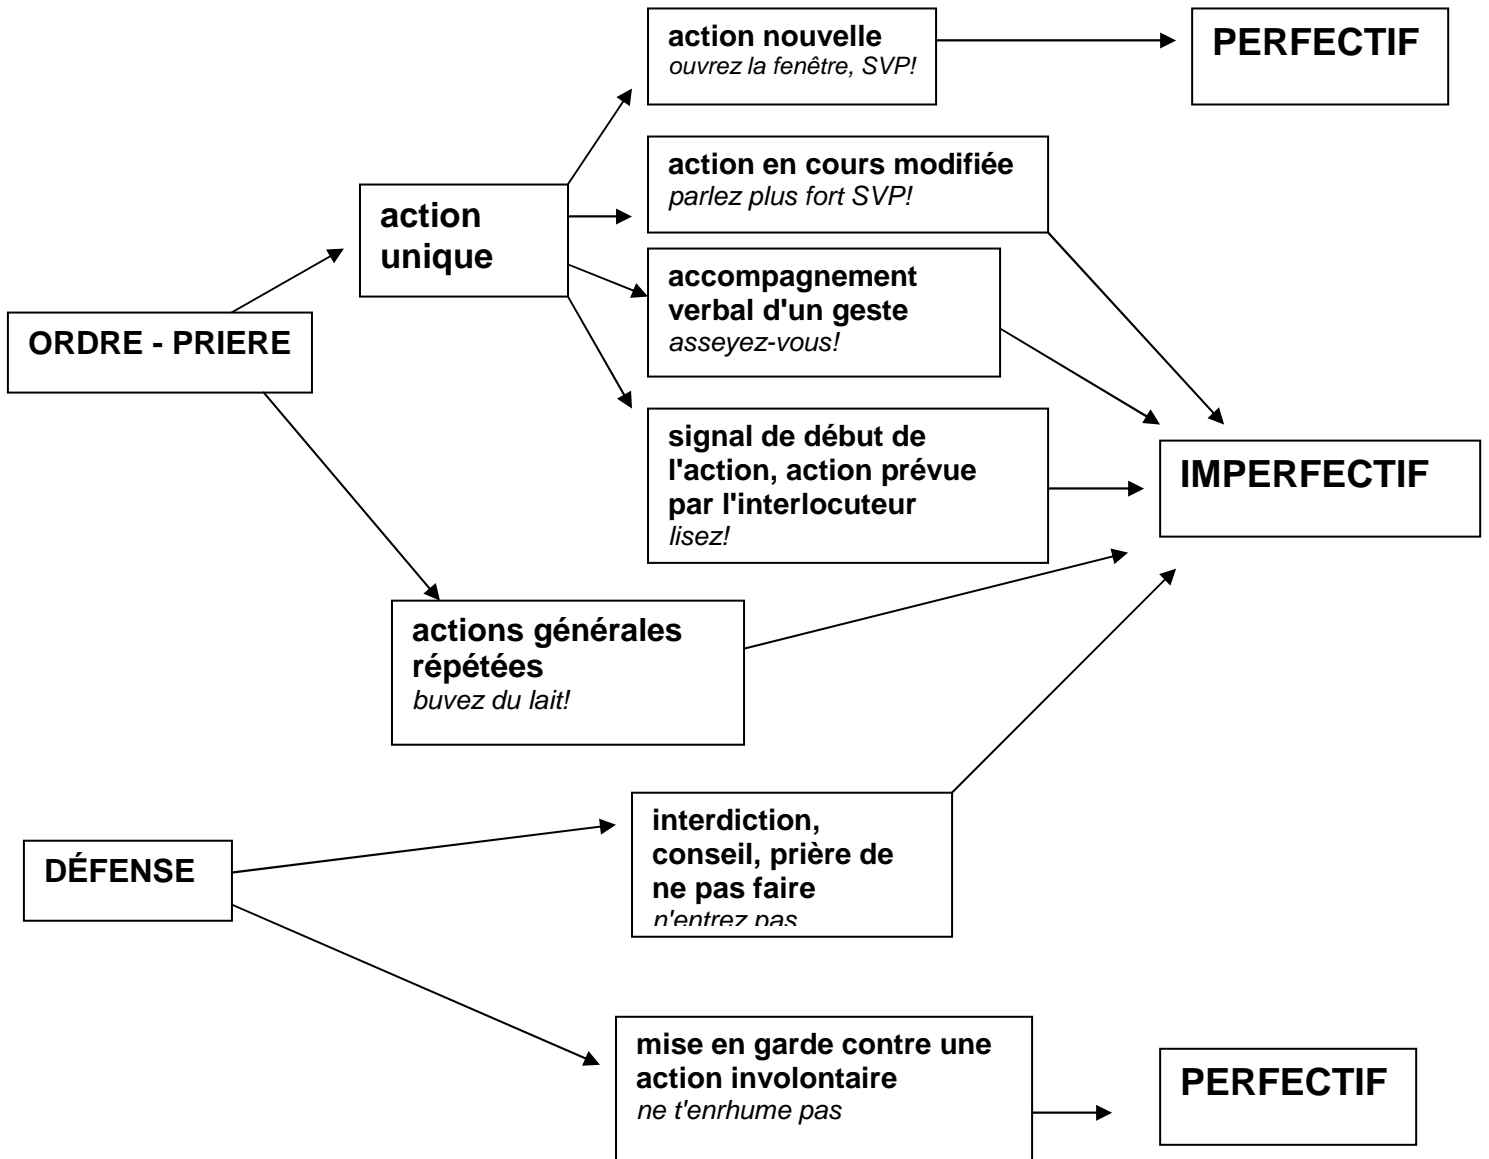 action nouvelle
ouvrez la fenêtre, SVP!
PERFECTIF
action en cours modifiée
parlez plus fort SVP!
action
unique
accompagnement
verbal d'un geste
asseyez-vous!
ORDRE - PRIERE
signal de début de
l'action, action prévue
par l'interlocuteur
lisez!
IMPERFECTIF
actions générales
répétées
buvez du lait!
interdiction,
conseil, prière de
ne pas faire
n'entrez pas
DÉFENSE
mise en garde contre une
action involontaire
ne t'enrhume pas
PERFECTIF